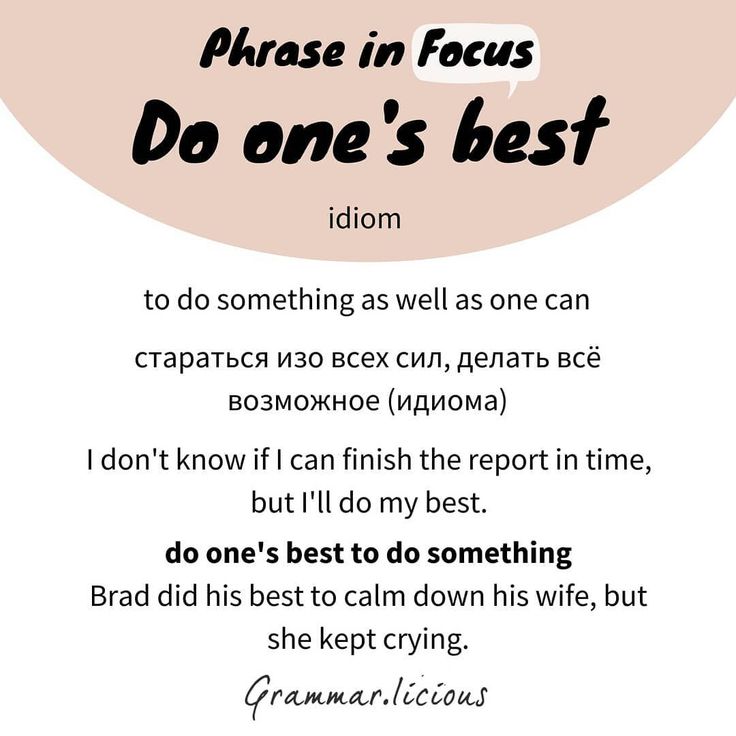 Phrase in Focus
Do one's best
idiom
to do something as well as one can
стараться изо всех сил, делать всё
возможное (идиома)
I don't know if I can finish the report in time,
but I'll do my best.
do one's best to do something
Brad did his best to calm down his wife, but
she kept crying.
Grammar.licious